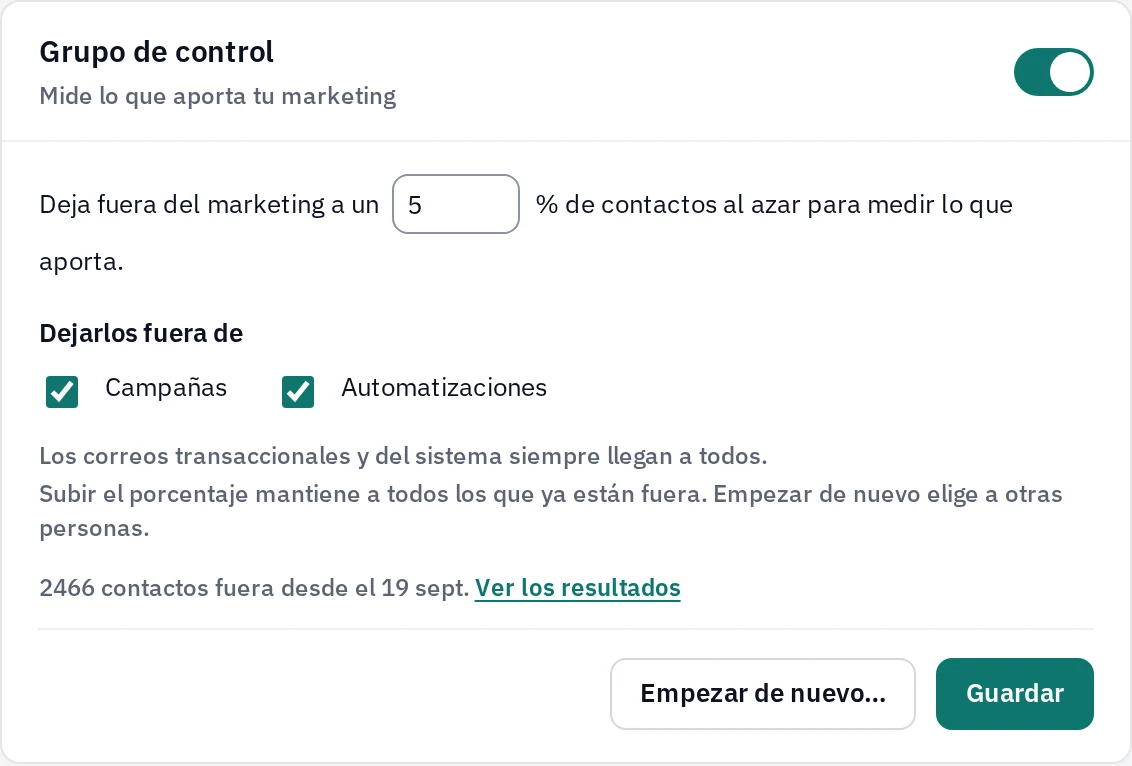 Grupo de control
Mide lo que aporta tu marketing
Deja fuera del marketing a un 5 % de contactos al azar para medir lo que
aporta.
Dejarlos fuera de
Campañas Automatizaciones
Los correos transaccionales y del sistema siempre llegan a todos.
Subir el porcentaje mantiene a todos los que ya están fuera. Empezar de nuevo elige a otras
personas.
2466 contactos fuera desde el 19 sept. Ver los resultados
Empezar de nuevo... Guardar